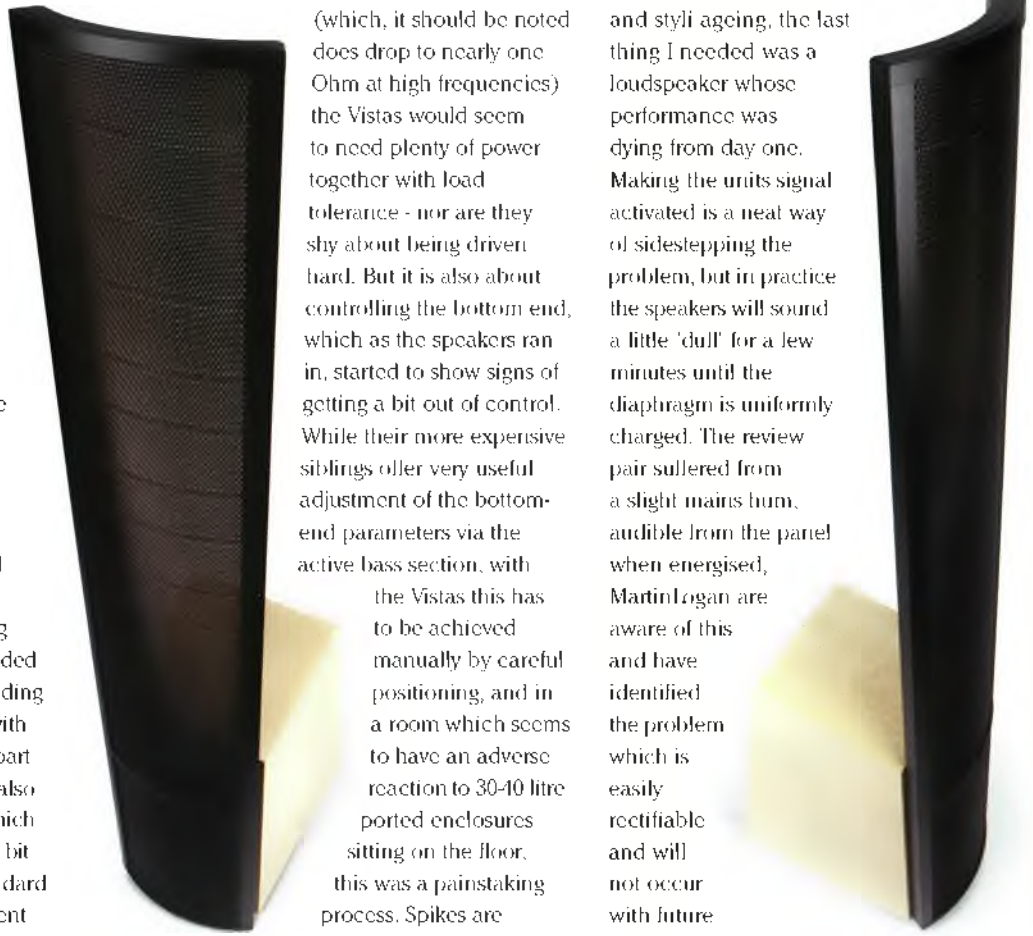 e
l
g
ded
ding
with
part
also
hich
bit
dard
ent
(which, it should be noted
does drop to nearly one
Ohm at high frequencies)
the Vistas would seem
to need plenty of power
together with load
tolerance - nor are they
shy about being driven
hard. But it is also about
controlling the bottom end,
which as the speakers ran
in, started to show signs of
getting a bit out of control.
While their more expensive
siblings offer very useful
adjustment of the bottom-
end parameters via the
active bass section, with
the Vistas this has
to be achieved
manually by careful
positioning, and in
a room which seems
to have an adverse
reaction to 30-40 litre
ported enclosures
sitting on the floor,
this was a painstaking
process. Spikes are
and styli ageing, the last
thing I needed was a
loudspeaker whose
performance was
dying from day one.
Making the units signal
activated is a neat way
of sidestepping the
problem, but in practice
the speakers will sound
a little 'dull' for a few
minutes until the
diaphragm is uniformly
charged. The review
pair suffered from
a slight mains hum,
audible from the panel
when energised,
MartinLogan are
aware of this
and have
identified
the problem
which is
easily
rectifiable
and will
not occur
with future